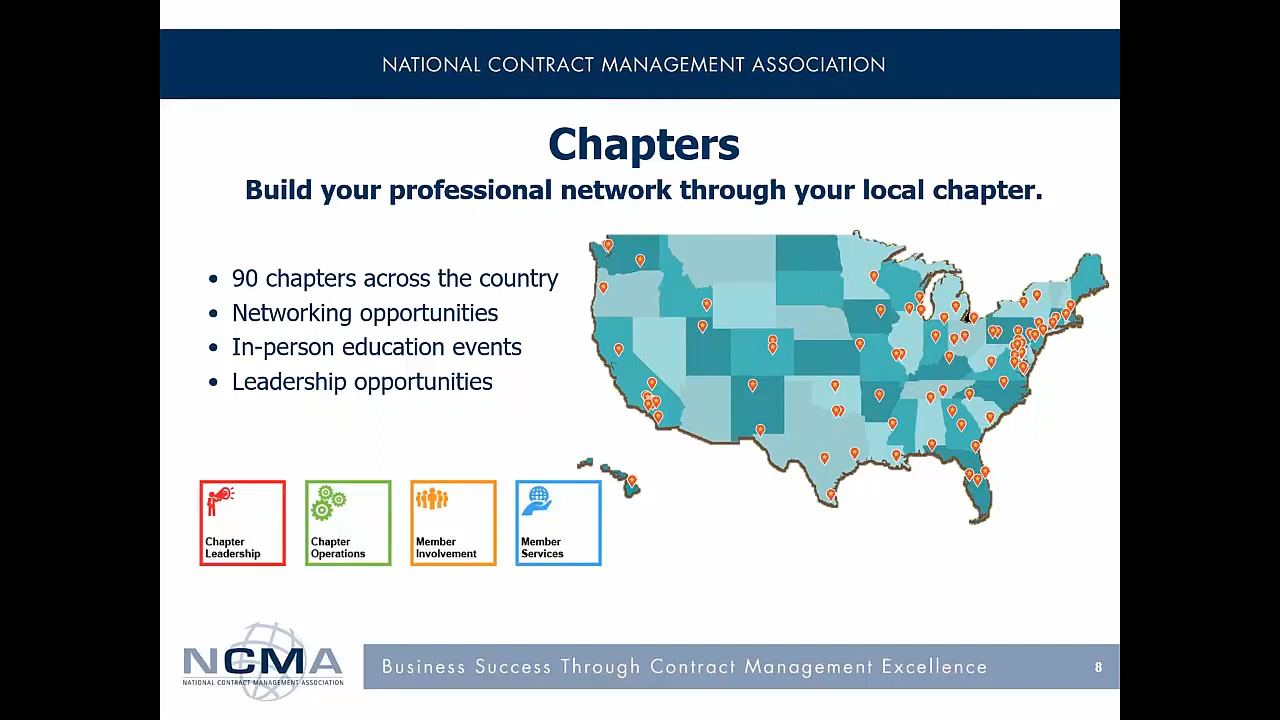 NATIONAL CONTRACT MANAGEMENT ASSOCIATION
Chapters
Build your professional network through your local chapter.
• 90 chapters across the country
• Networking opportunities
• In-person education events
• Leadership opportunities
Chapter
Leadership
Chapter
Operations
Member
Involvement
Member
Services
NCMA
NATIONAL CONTRACT MANAGEMENT ASSOCIATION
Business Success Through Contract Management Excellence
8